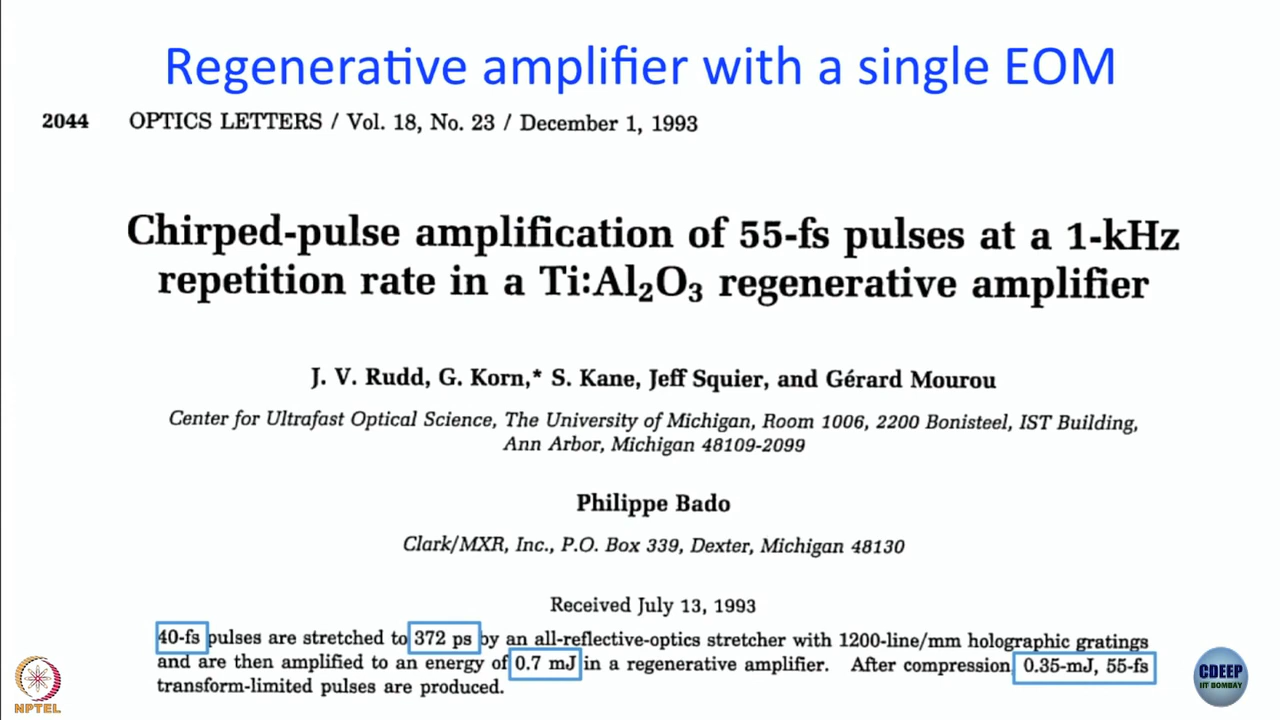 Regenerative amplifier with a single EOM
2044 OPTICS LETTERS / Vol. 18, No. 23 / December 1, 1993
Chirped-pulse amplification of 55-fs pulses at a 1-kHz
repetition rate in a Ti:Al₂O₃ regenerative amplifier
J. V. Rudd, G. Korn,* S. Kane, Jeff Squier, and Gérard Mourou
Center for Ultrafast Optical Science, The University of Michigan, Room 1006, 2200 Bonisteel, IST Building,
Ann Arbor, Michigan 48109-2099
Philippe Bado
Clark/MXR, Inc., P.O. Box 339, Dexter, Michigan 48130
Received July 13, 1993
40-fs pulses are stretched to 372 ps by an all-reflective-optics stretcher with 1200-line/mm holographic gratings
and are then amplified to an energy of 0.7 mJ in a regenerative amplifier. After compression, 0.35-mJ, 55-fs
transform-limited pulses are produced.
NPTEL
CDEEP
IIT BOMBAY